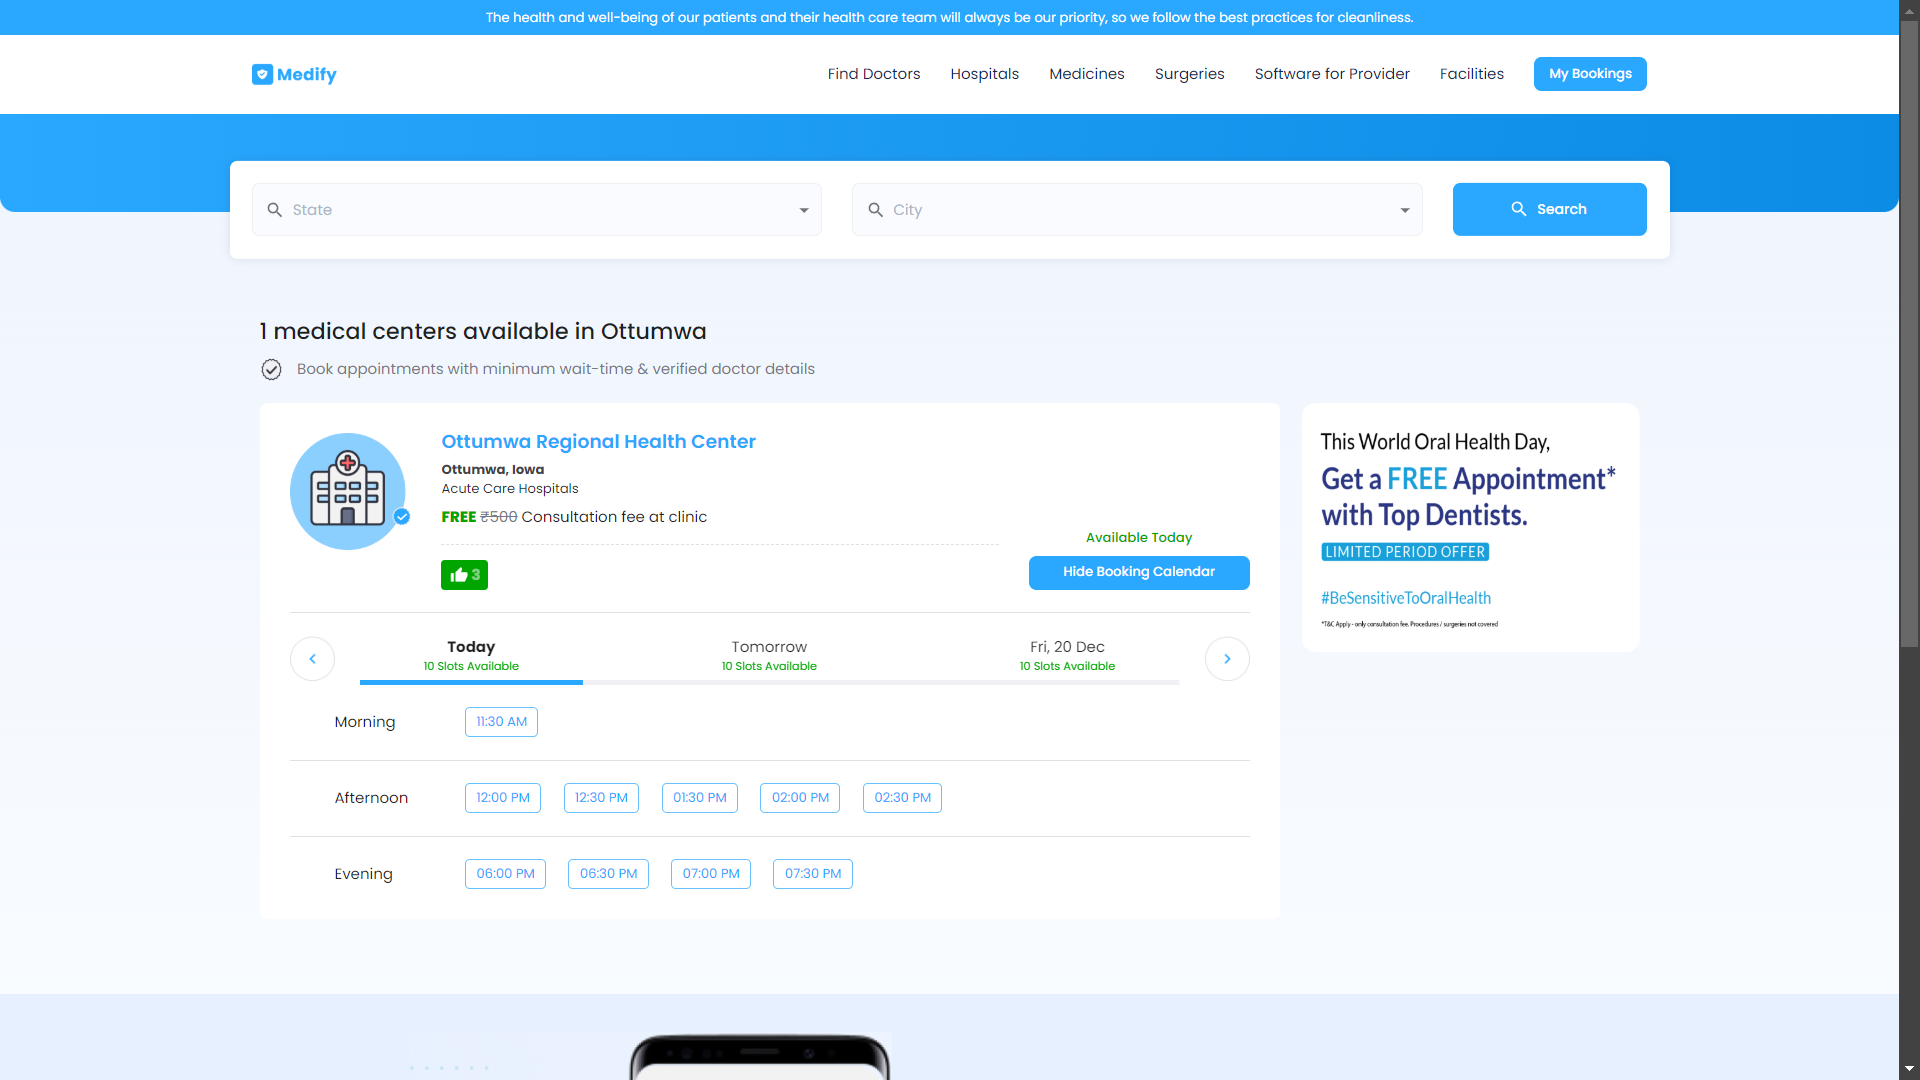 The health and well-being of our patients and their health care team will always be our priority, so we follow the best practices for cleanliness.
Medify
Find Doctors Hospitals Medicines Surgeries Software for Provider Facilities My Bookings
State City Search
1 medical centers available in Ottumwa
Book appointments with minimum wait-time & verified doctor details
Ottumwa Regional Health Center
Ottumwa, Iowa
Acute Care Hospitals
FREE ₹500 Consultation fee at clinic
3
Available Today
Hide Booking Calendar
Today Tomorrow Fri, 20 Dec
10 Slots Available 10 Slots Available 10 Slots Available
Morning 11:30 AM
Afternoon 12:00 PM 12:30 PM 01:30 PM 02:00 PM 02:30 PM
Evening 06:00 PM 06:30 PM 07:00 PM 07:30 PM
This World Oral Health Day,
Get a FREE Appointment*
with Top Dentists.
LIMITED PERIOD OFFER
#BeSensitiveToOralHealth
*T&C Apply - only consultation fee. Procedures / surgeries not covered